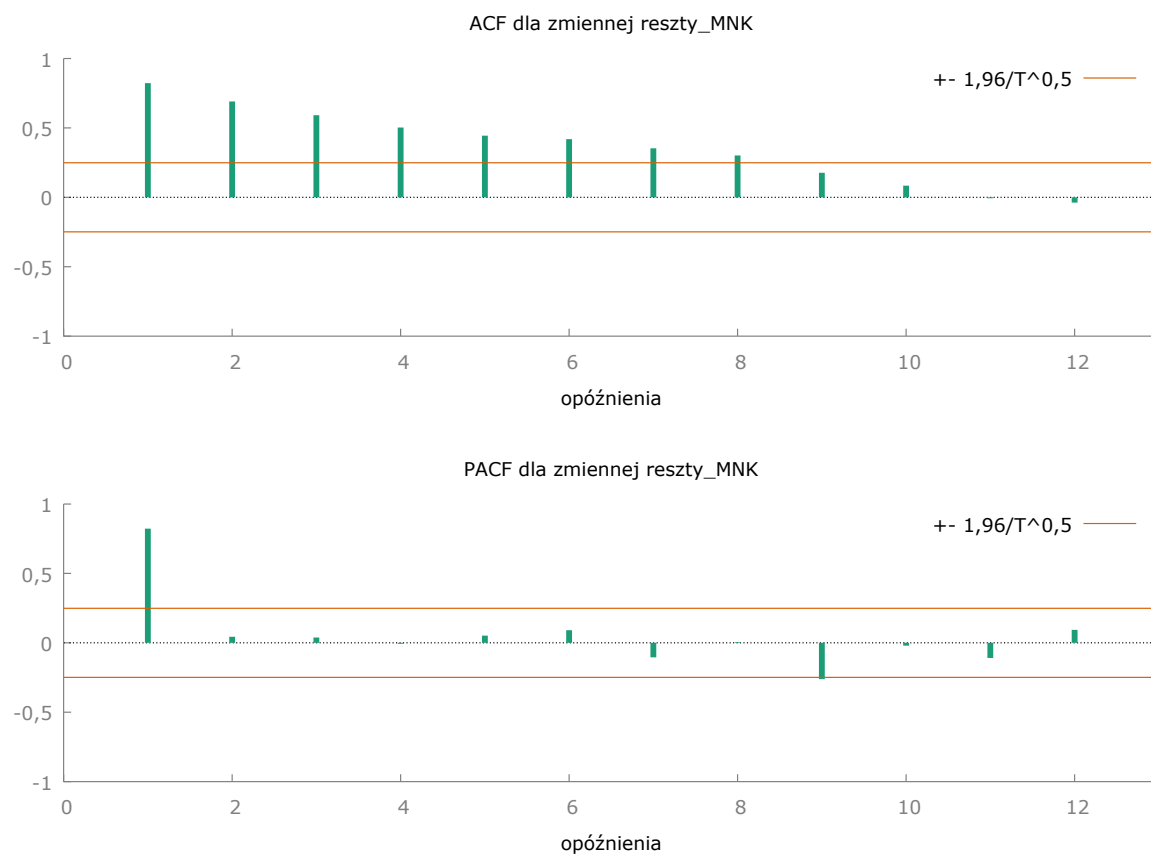 ACF dla zmiennej reszty_MNK
1
+- 1,96/T^0,5
0,5
0
-0,5
-1
0 2 4 6 8 10 12
opóźnienia
PACF dla zmiennej reszty_MNK
1
+- 1,96/T^0,5
0,5
0
-0,5
-1
0 2 4 6 8 10 12
opóźnienia